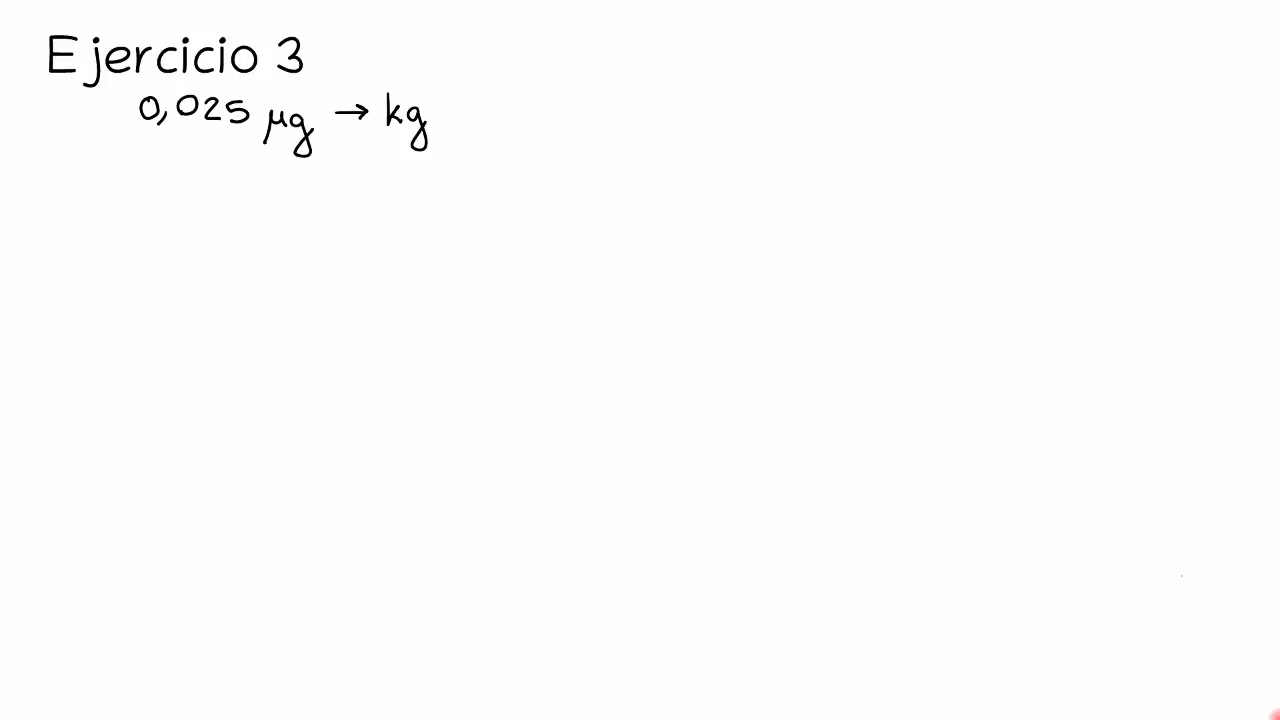 Ejercicio 3
0,025 μg → kg